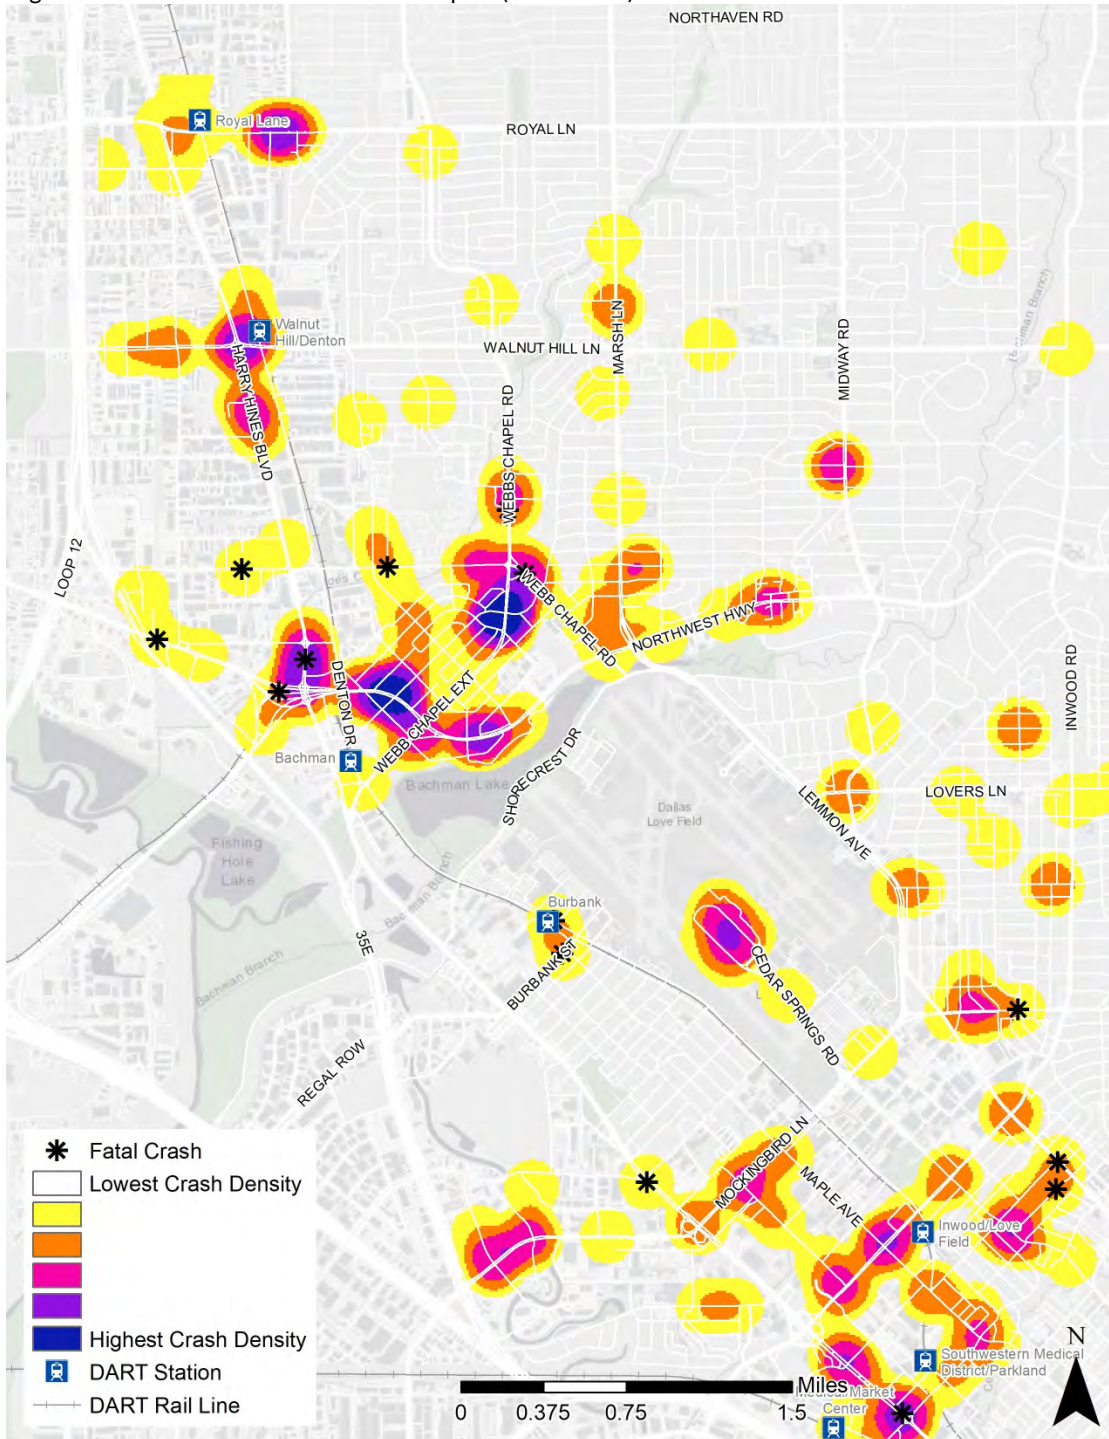 NORTHAVEN RD
Royal Lane
ROYAL LN
Walnut
Hill/Denton
WALNUT HILL LN
MARSH LN
MIDWAY RD
HARRY HINES BLVD
WEBBS CHAPEL RD
LOOP 12
WEBB CHAPEL RD
NORTHWEST HWY
DENTON DR
WEBB CHAPEL EXT
INWOOD RD
Bachman
Bachman Lake
SHORECREST DR
Dallas
Love Field
LEMMON AVE
LOVERS LN
Fishing
Hole
Lake
Bachman Branch
Bachman Branch
35E
Burbank
BURBANK ST
CEDAR SPRINGS RD
REGAL ROW
MOCKINGBIRD LN
MAPLE AVE
Inwood/Love
Field
Southwestern Medical
District/Parkland
Center
Fatal Crash
Lowest Crash Density
Highest Crash Density
DART Station
DART Rail Line
Miles
0 0.375 0.75 1.5
N